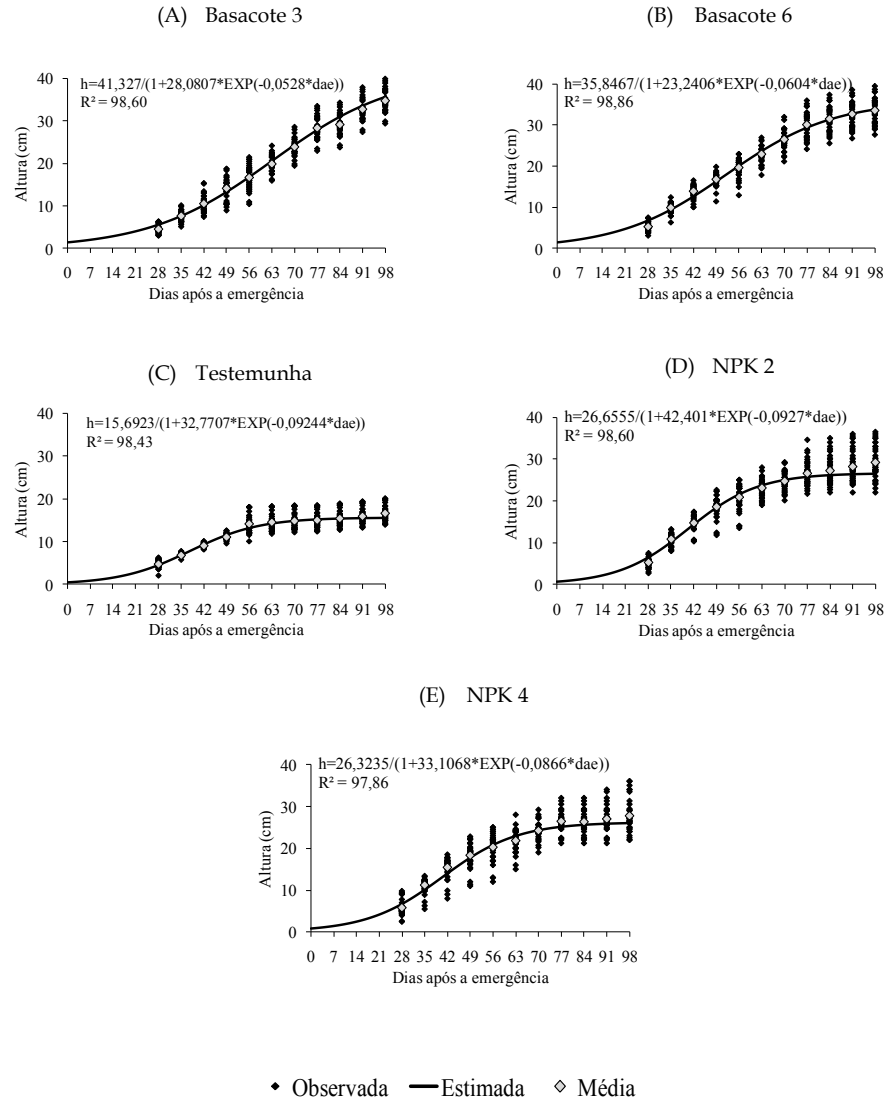 (A) Basacote 3
h=41,327/(1+28,0807*EXP(-0,0528*dae))
R² = 98,60
Altura (cm)
40
30
20
10
0
0 7 14 21 28 35 42 49 56 63 70 77 84 91 98
Dias após a emergência
(B) Basacote 6
h=35,8467/(1+23,2406*EXP(-0,0604*dae))
R² = 98,86
Altura (cm)
40
30
20
10
0
0 7 14 21 28 35 42 49 56 63 70 77 84 91 98
Dias após a emergência
(C) Testemunha
h=15,6923/(1+32,7707*EXP(-0,09244*dae))
R² = 98,43
Altura (cm)
40
30
20
10
0
0 7 14 21 28 35 42 49 56 63 70 77 84 91 98
Dias após a emergência
(D) NPK 2
h=26,6555/(1+42,401*EXP(-0,0927*dae))
R² = 98,60
Altura (cm)
40
30
20
10
0
0 7 14 21 28 35 42 49 56 63 70 77 84 91 98
Dias após a emergência
(E) NPK 4
h=26,3235/(1+33,1068*EXP(-0,0866*dae))
R² = 97,86
Altura (cm)
40
30
20
10
0
0 7 14 21 28 35 42 49 56 63 70 77 84 91 98
Dias após a emergência
Observada Estimada Média